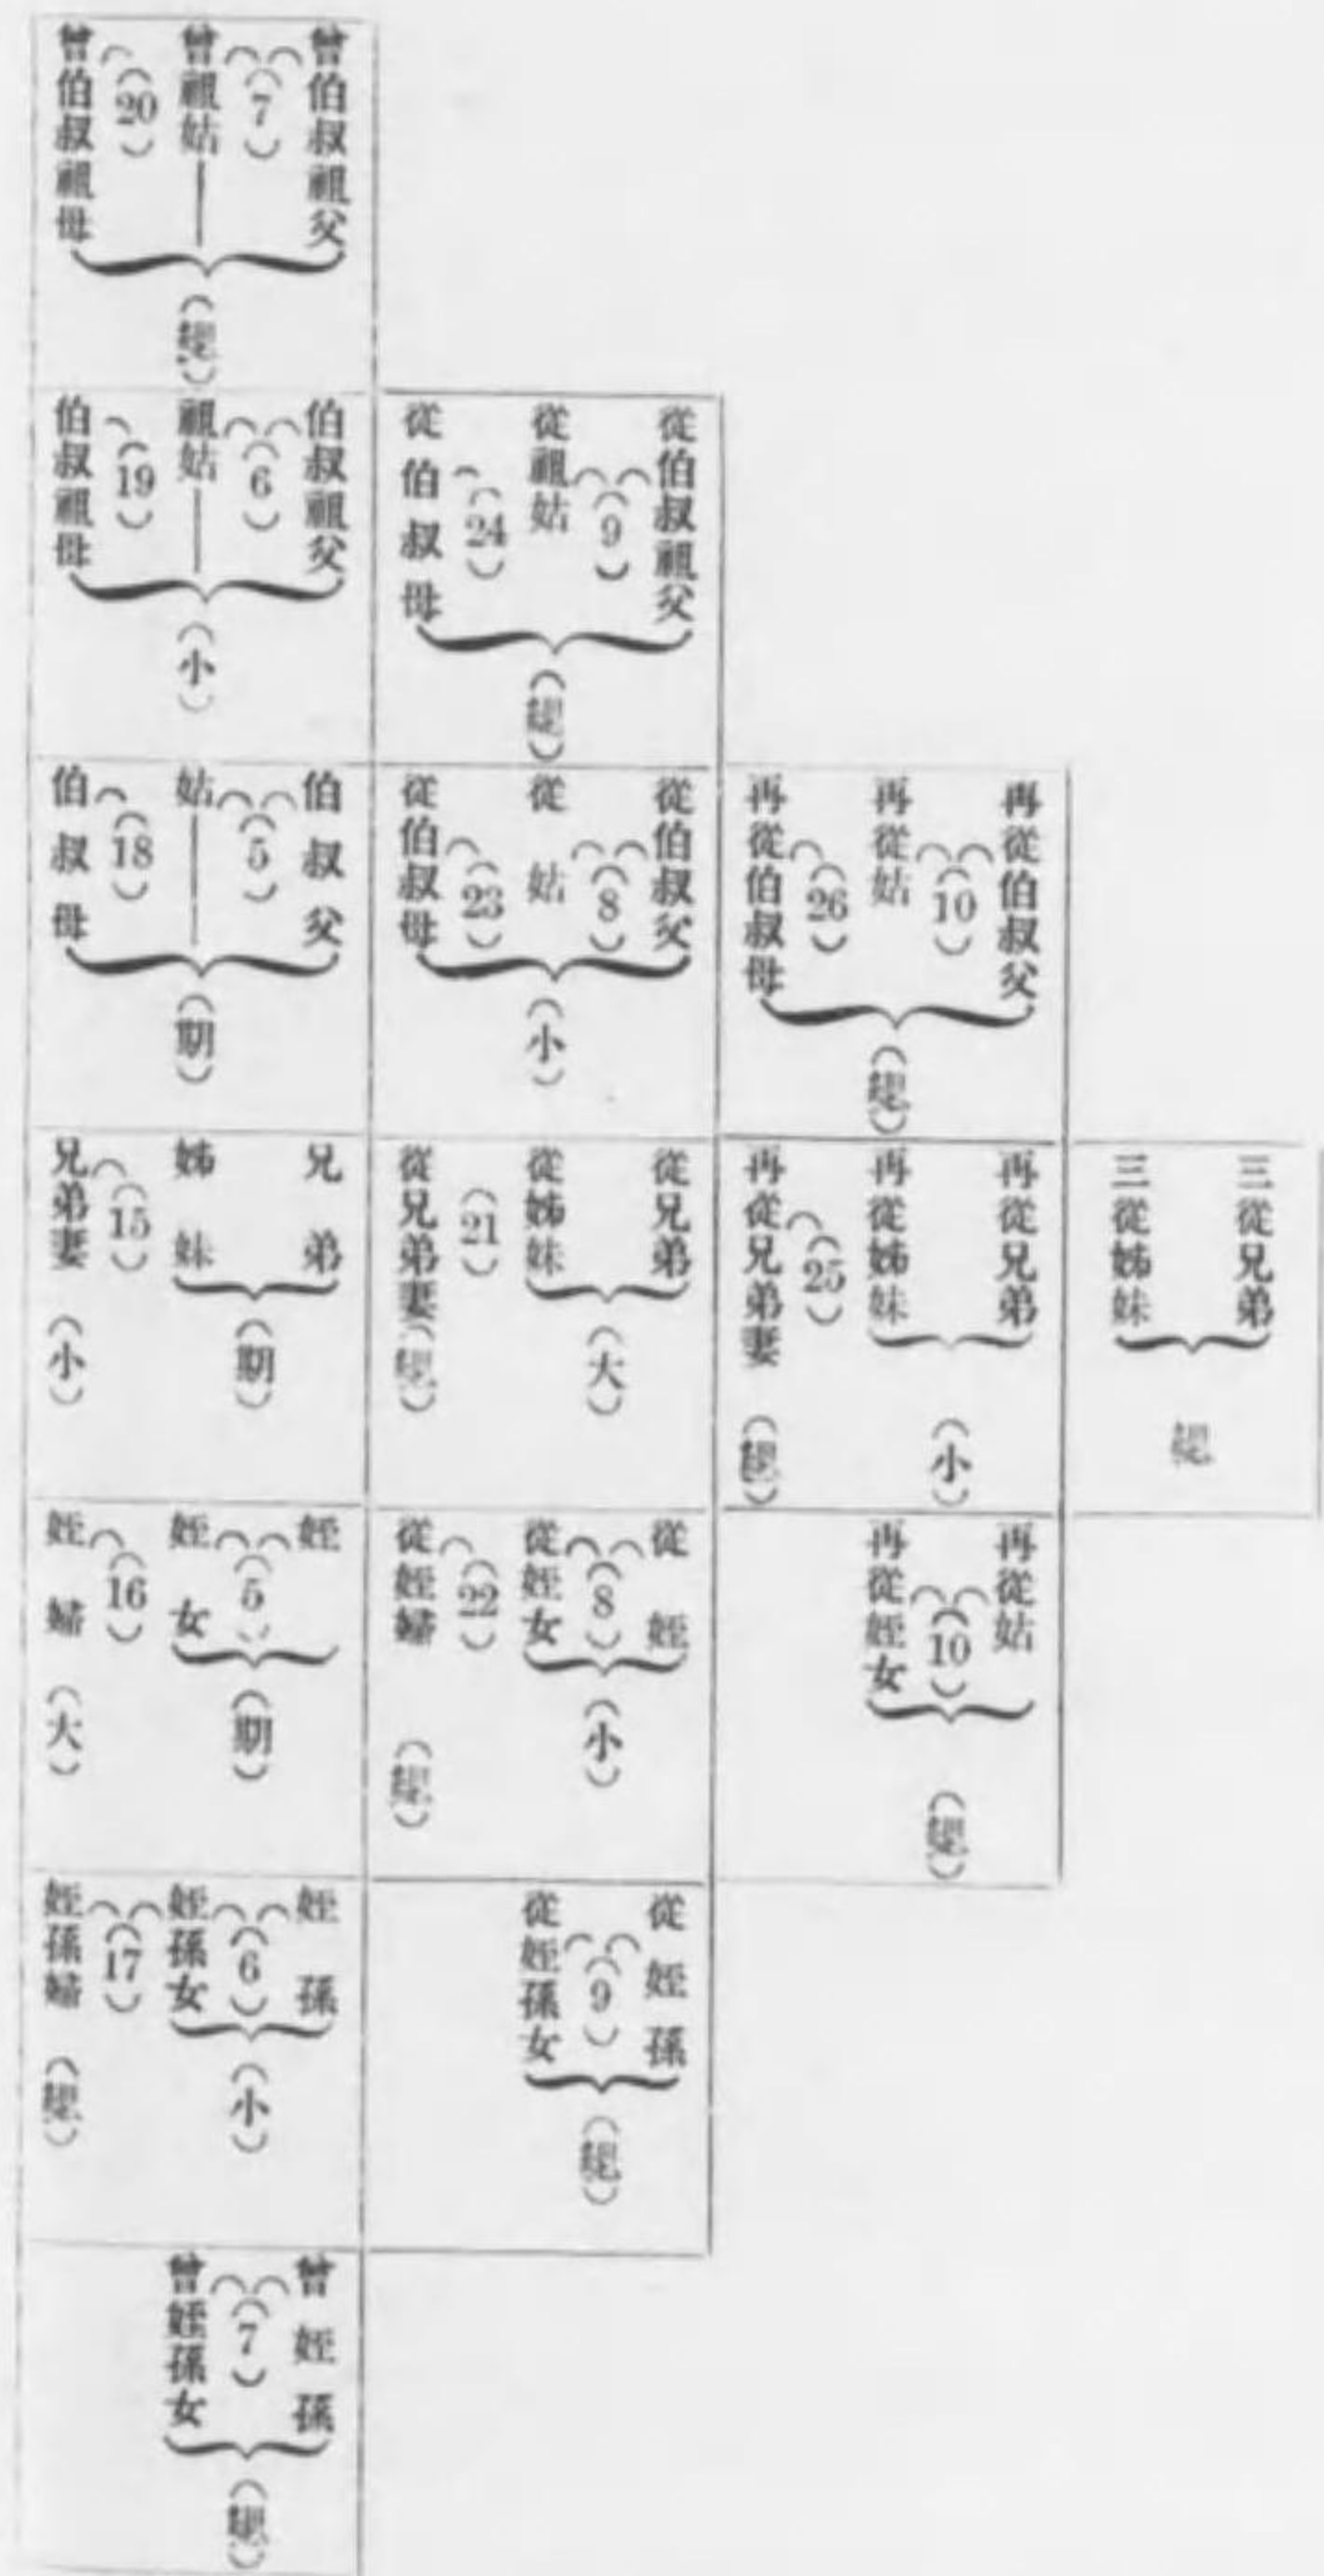 曾伯叔祖父
(7)
曾祖姑
(20)
曾伯叔祖母
(緦)
伯叔祖父
(6)
祖姑
(19)
伯叔祖母
(小)
從伯叔祖父
(9)
從祖姑
(24)
從伯叔母
(緦)
伯叔父
(5)
姑
(18)
伯叔母
(期)
從伯叔父
(8)
從姑
(23)
從伯叔母
(小)
再從伯叔父
(10)
再從姑
(26)
再從伯叔母
(緦)
兄弟
姊妹
(期)
(15)
兄弟妻(小)
從兄弟
從姊妹
(大)
(21)
從兄弟妻(緦)
再從兄弟
再從姊妹
(小)
(25)
再從兄弟妻(緦)
三從兄弟
三從姊妹
緦
姪
(5)
姪女
(期)
(16)
姪婦(大)
從姪
(8)
從姪女
(小)
(22)
從姪婦(緦)
再從姑
(10)
再從姪女
(緦)
姪孫
(6)
姪孫女
(小)
(17)
姪孫婦(緦)
從姪孫
(9)
從姪孫女
(緦)
曾姪孫
(7)
曾姪孫女
(緦)